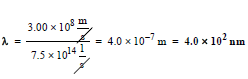 λ = (3.00 × 10⁸ m/s) / (7.5 × 10¹⁴ 1/s) = 4.0 × 10⁻⁷ m = 4.0 × 10² nm